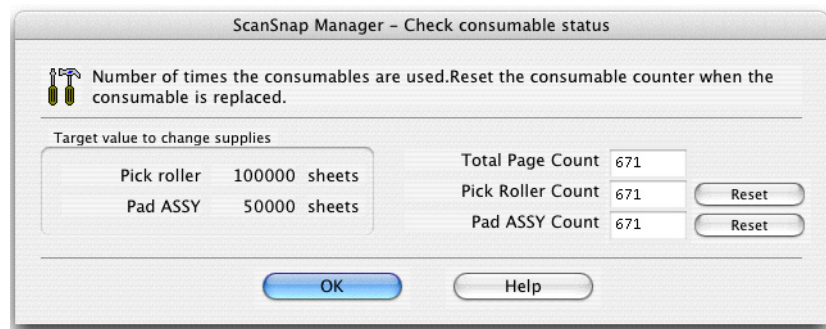 ScanSnap Manager – Check consumable status
Number of times the consumables are used.Reset the consumable counter when the
consumable is replaced.
Target value to change supplies
Pick roller 100000 sheets
Pad ASSY 50000 sheets
Total Page Count 671
Pick Roller Count 671 Reset
Pad ASSY Count 671 Reset
OK Help